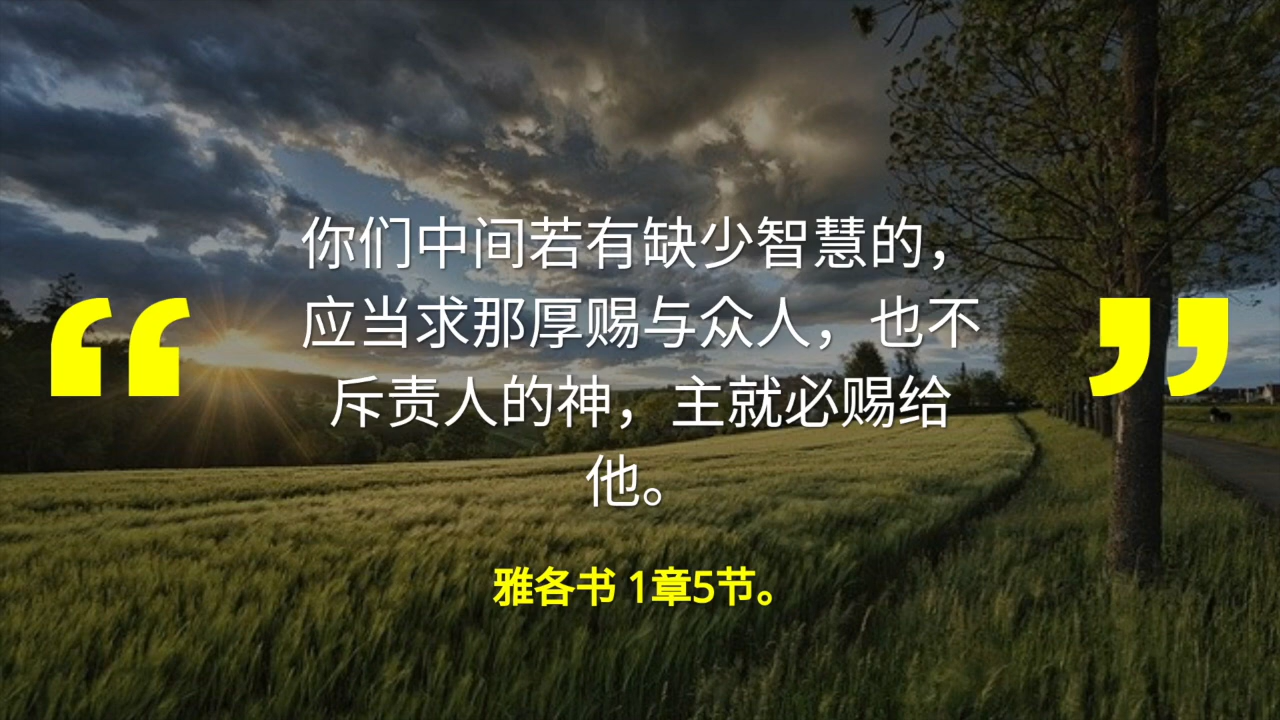 “
你们中间若有缺少智慧的，
应当求那厚赐与众人，也不
斥责人的神，主就必赐给
他。
”
雅各书 1章5节。